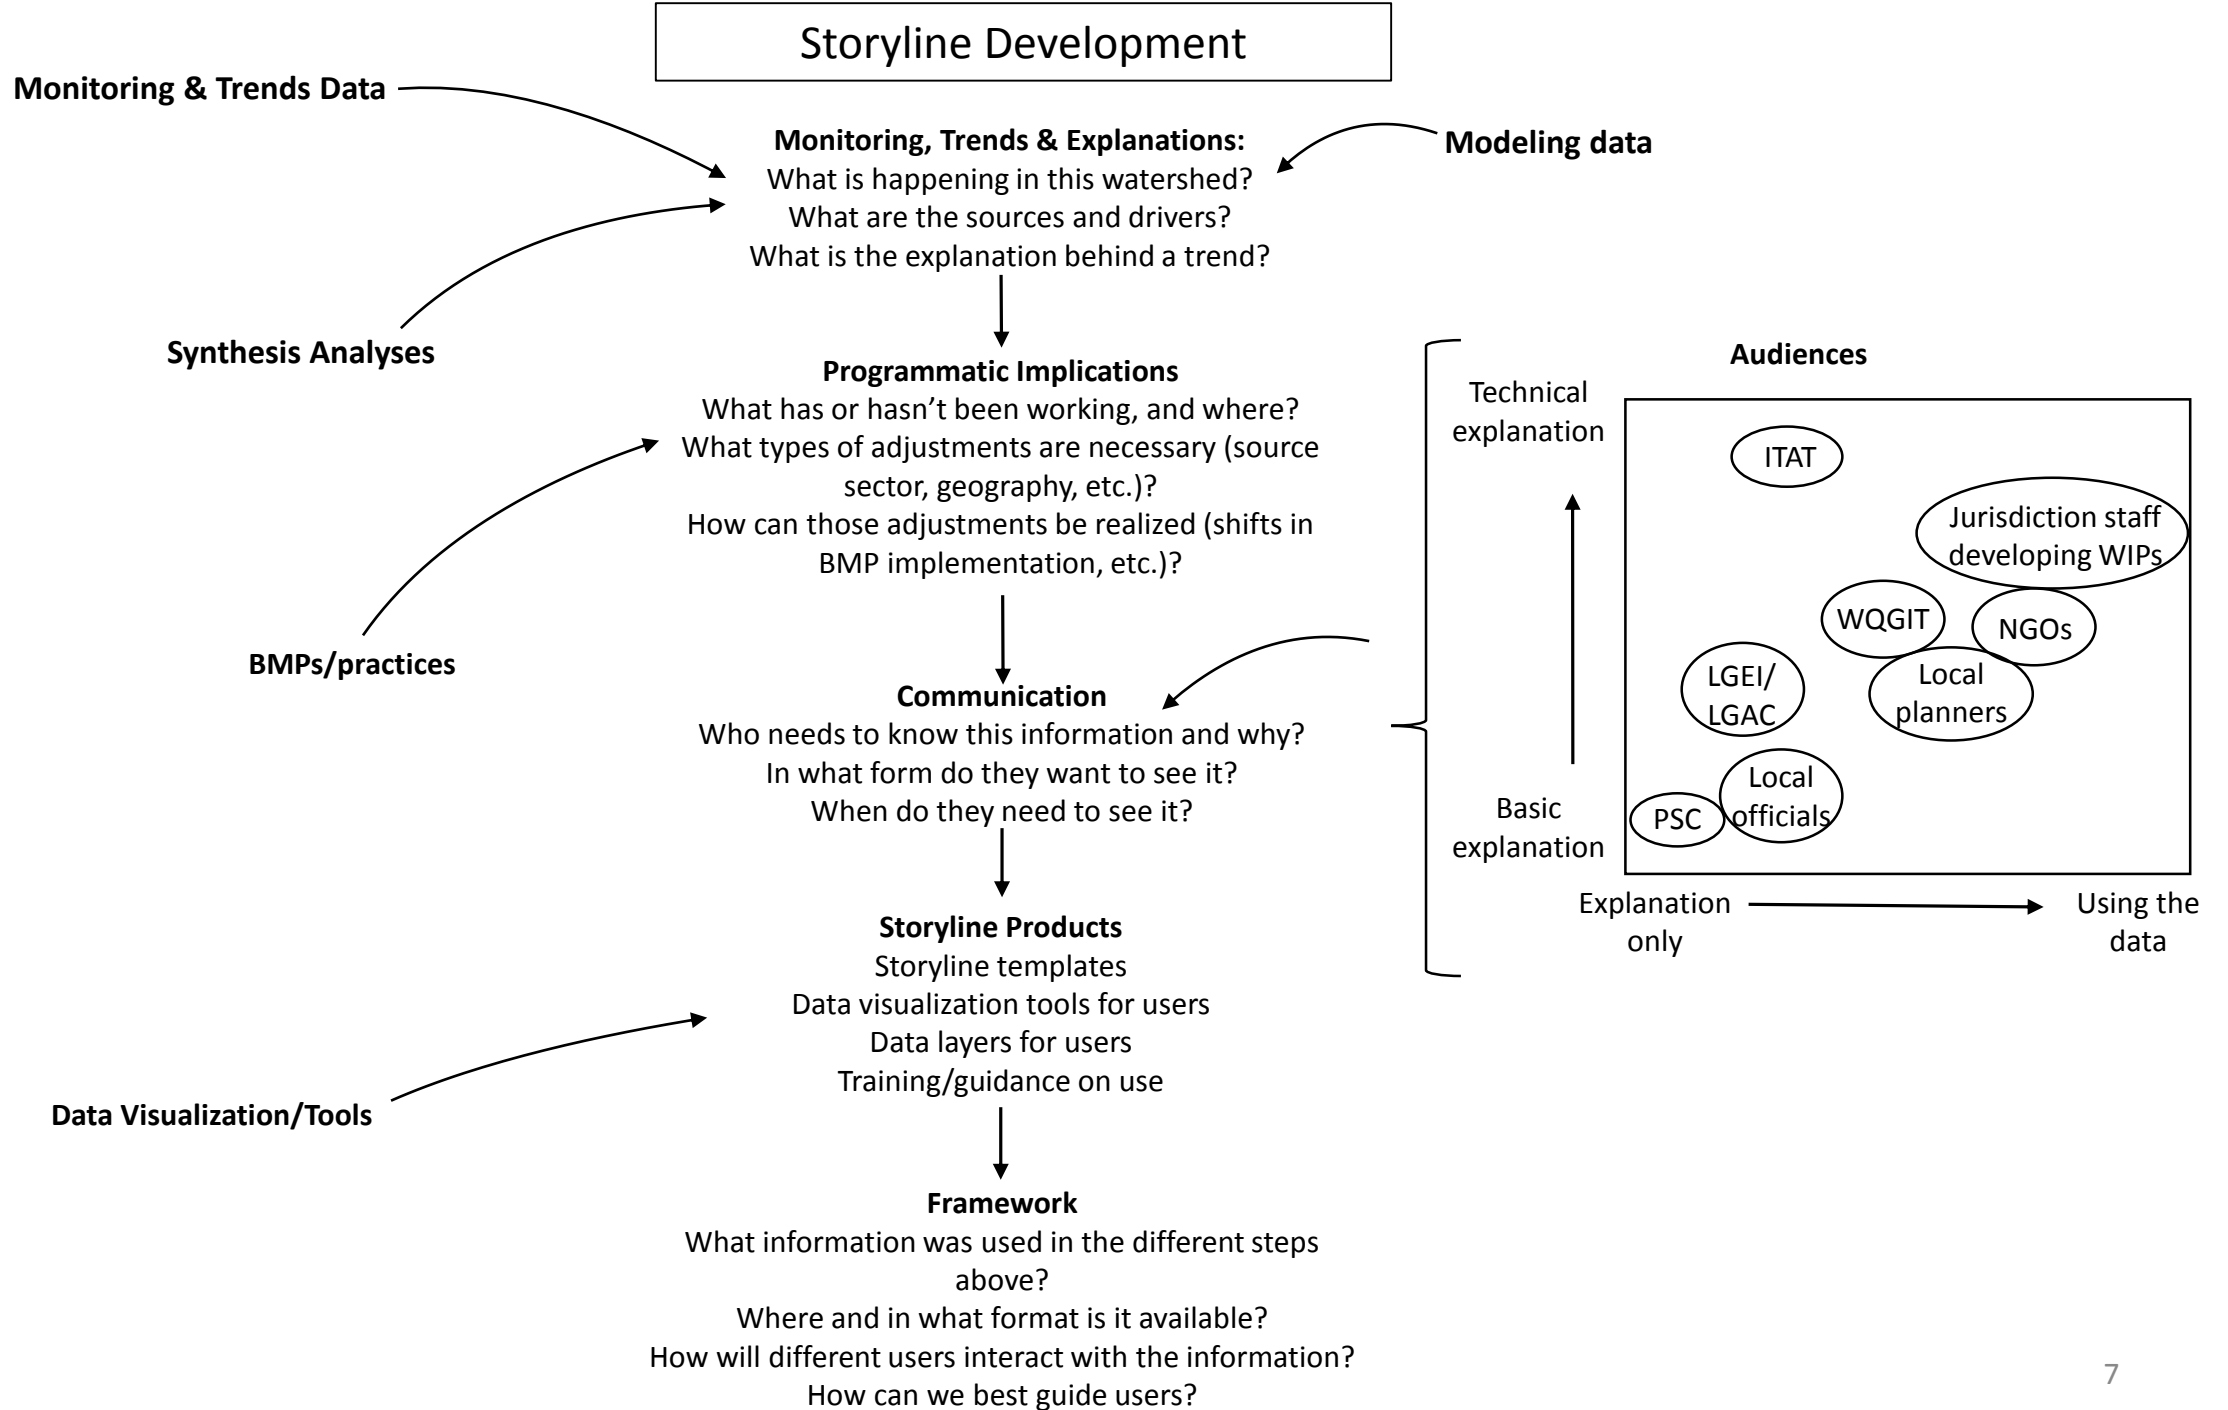 Storyline Development
Monitoring & Trends Data
Monitoring, Trends & Explanations:
What is happening in this watershed?
What are the sources and drivers?
What is the explanation behind a trend?
Modeling data
Synthesis Analyses
Programmatic Implications
What has or hasn’t been working, and where?
What types of adjustments are necessary (source
sector, geography, etc.)?
How can those adjustments be realized (shifts in
BMP implementation, etc.)?
BMPs/practices
Communication
Who needs to know this information and why?
In what form do they want to see it?
When do they need to see it?
Audiences
Technical
explanation
ITAT
Jurisdiction staff
developing WIPs
WQGIT
NGOs
LGEI/
LGAC
Local
planners
Local
officials
PSC
Basic
explanation
Explanation
only
Using the
data
Storyline Products
Storyline templates
Data visualization tools for users
Data layers for users
Training/guidance on use
Data Visualization/Tools
Framework
What information was used in the different steps
above?
Where and in what format is it available?
How will different users interact with the information?
How can we best guide users?
7